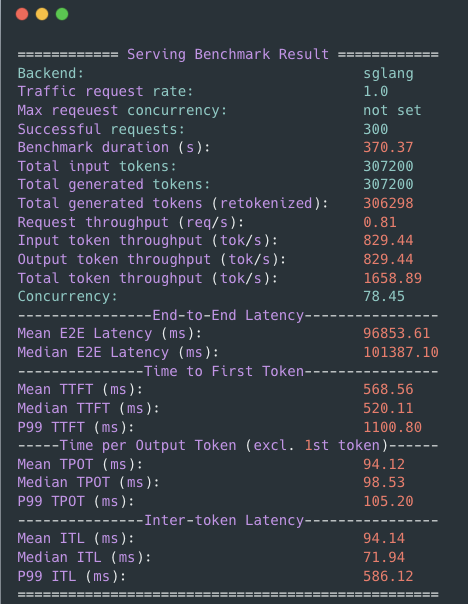 ============ Serving Benchmark Result ============
Backend: sglang
Traffic request rate: 1.0
Max reqeuest concurrency: not set
Successful requests: 300
Benchmark duration (s): 370.37
Total input tokens: 307200
Total generated tokens: 307200
Total generated tokens (retokenized): 306298
Request throughput (req/s): 0.81
Input token throughput (tok/s): 829.44
Output token throughput (tok/s): 829.44
Total token throughput (tok/s): 1658.89
Concurrency: 78.45
----------------End-to-End Latency----------------
Mean E2E Latency (ms): 96853.61
Median E2E Latency (ms): 101387.10
---------------Time to First Token----------------
Mean TTFT (ms): 568.56
Median TTFT (ms): 520.11
P99 TTFT (ms): 1100.80
-----Time per Output Token (excl. 1st token)------
Mean TPOT (ms): 94.12
Median TPOT (ms): 98.53
P99 TPOT (ms): 105.20
---------------Inter-token Latency----------------
Mean ITL (ms): 94.14
Median ITL (ms): 71.94
P99 ITL (ms): 586.12
==================================================